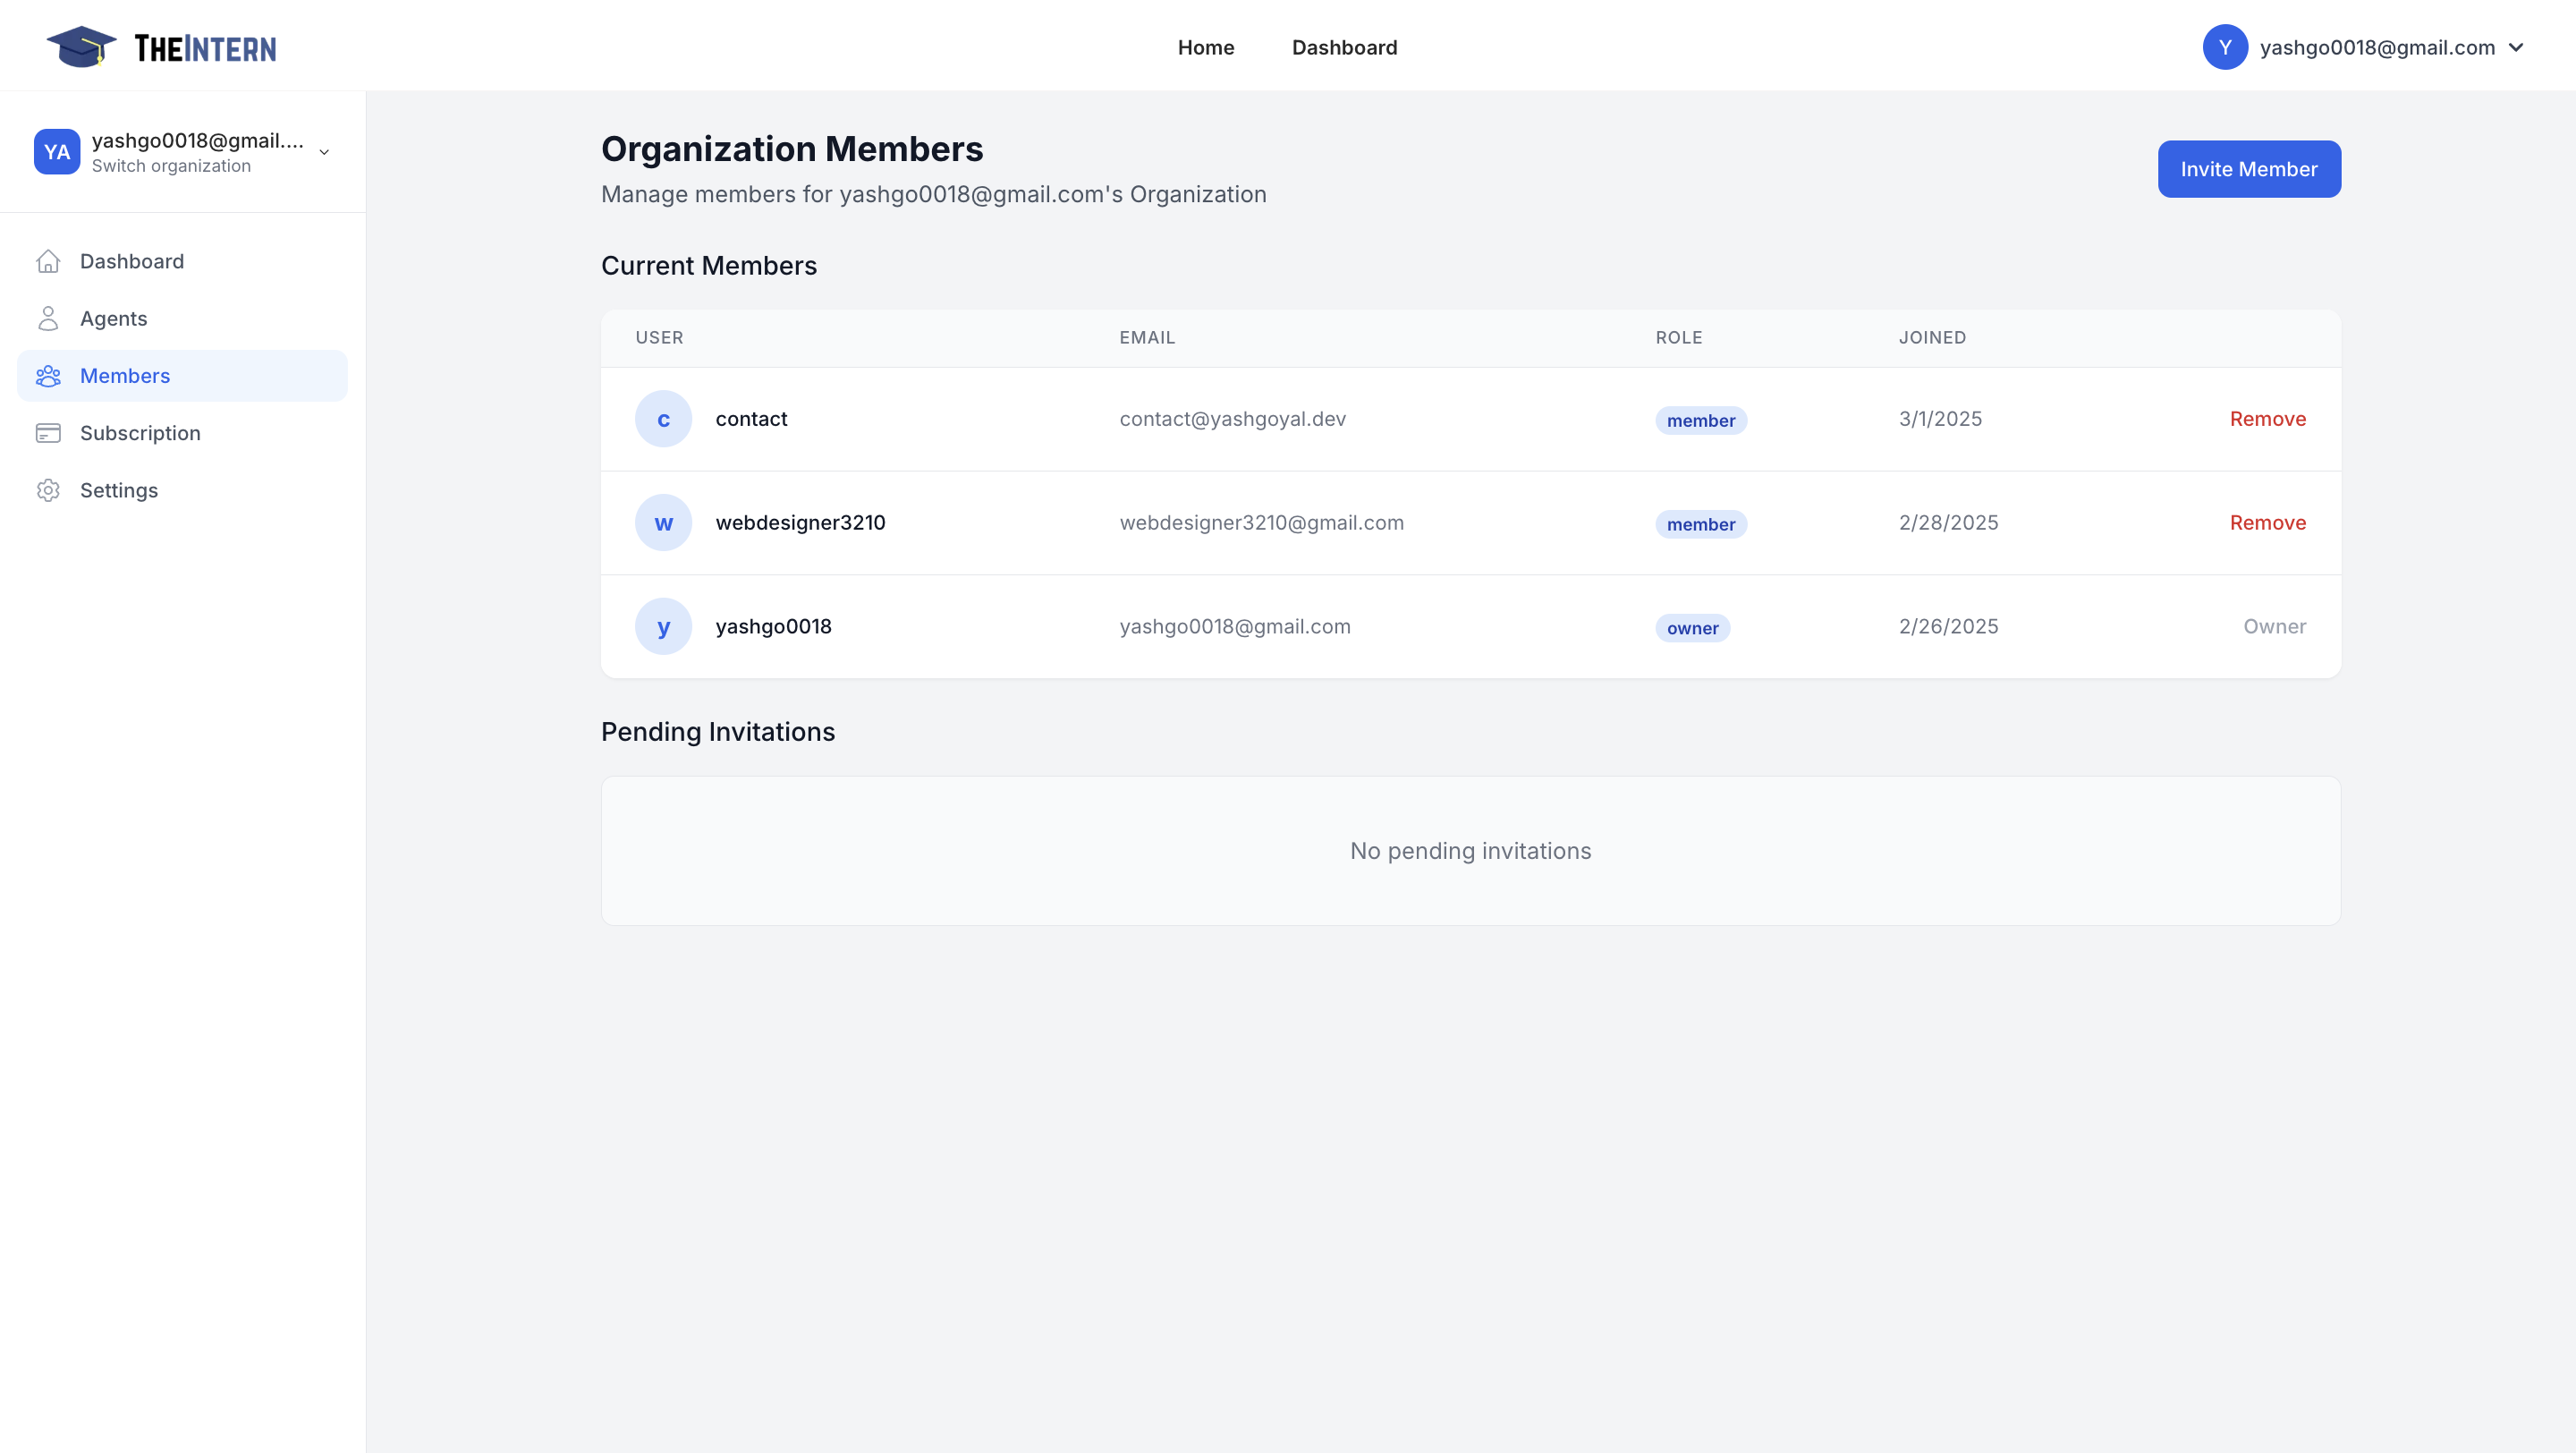 THEINTERN
Home Dashboard
Y yashgo0018@gmail.com
YA yashgo0018@gmail....
Switch organization
Dashboard
Agents
Members
Subscription
Settings
Organization Members
Manage members for yashgo0018@gmail.com's Organization
Invite Member
Current Members
USER EMAIL ROLE JOINED
c contact contact@yashgoyal.dev member 3/1/2025 Remove
w webdesigner3210 webdesigner3210@gmail.com member 2/28/2025 Remove
y yashgo0018 yashgo0018@gmail.com owner 2/26/2025 Owner
Pending Invitations
No pending invitations